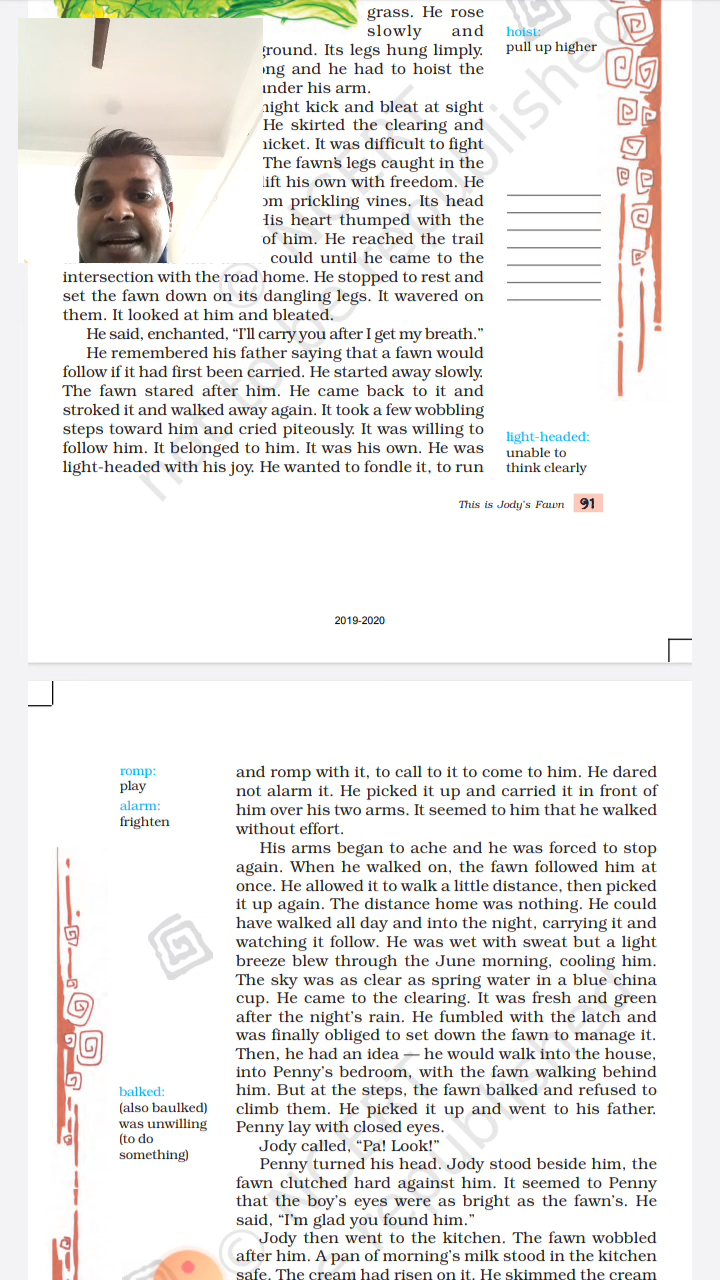 grass. He rose
slowly and
ground. Its legs hung limply.
and he had to hoist the
under his arm.
might kick and bleat at sight
He skirted the clearing and
It was difficult to fight
The fawn's legs caught in the
lift his own with freedom. He
prickling vines. Its head
His heart thumped with the
of him. He reached the trail
could until he came to the
intersection with the road home. He stopped to rest and
set the fawn down on its dangling legs. It wavered on
them. It looked at him and bleated.
He said, enchanted, “I'll carry you after I get my breath.”
He remembered his father saying that a fawn would
follow if it had first been carried. He started away slowly.
The fawn stared after him. He came back to it and
stroked it and walked away again. It took a few wobbling
steps toward him and cried piteously. It was willing to
follow him. It belonged to him. It was his own. He was
light-headed with his joy. He wanted to fondle it, to run
hoist:
pull up higher
light-headed:
unable to
think clearly
This is Jody's Fawn 91
© NCERT
not to be republished
2019-2020
romp:
play
alarm:
frighten
balked:
(also baulked)
was unwilling
(to do
something)
and romp with it, to call to it to come to him. He dared
not alarm it. He picked it up and carried it in front of
him over his two arms. It seemed to him that he walked
without effort.
His arms began to ache and he was forced to stop
again. When he walked on, the fawn followed him at
once. He allowed it to walk a little distance, then picked
it up again. The distance home was nothing. He could
have walked all day and into the night, carrying it and
watching it follow. He was wet with sweat but a light
breeze blew through the June morning, cooling him.
The sky was as clear as spring water in a blue china
cup. He came to the clearing. It was fresh and green
after the night's rain. He fumbled with the latch and
was finally obliged to set down the fawn to manage it.
Then, he had an idea — he would walk into the house,
into Penny's bedroom, with the fawn walking behind
him. But at the steps, the fawn balked and refused to
climb them. He picked it up and went to his father.
Penny lay with closed eyes.
Jody called, “Pa! Look!”
Penny turned his head. Jody stood beside him, the
fawn clutched hard against him. It seemed to Penny
that the boy's eyes were as bright as the fawn's. He
said, “I'm glad you found him.”
Jody then went to the kitchen. The fawn wobbled
after him. A pan of morning's milk stood in the kitchen
safe. The cream had risen on it. He skimmed the cream
© NCERT
republished